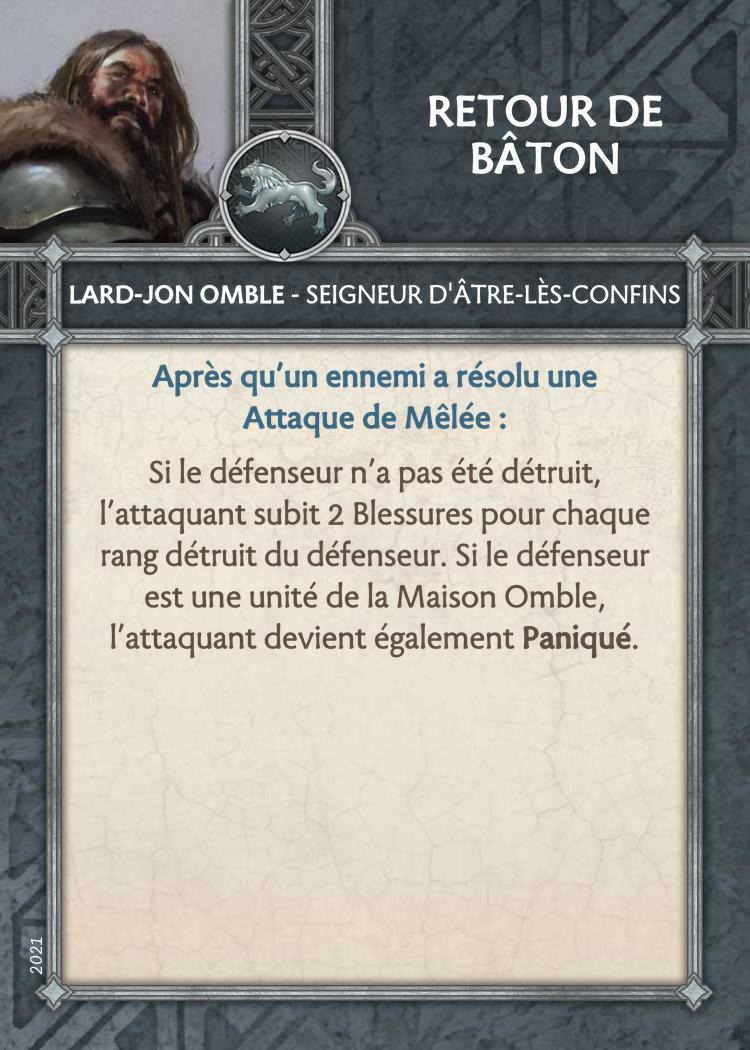 RETOUR DE
BÂTON
LARD-JON OMBLE - SEIGNEUR D'ÂTRE-LÈS-CONFINS
Après qu’un ennemi a résolu une
Attaque de Mêlée :
Si le défenseur n’a pas été détruit,
l’attaquant subit 2 Blessures pour chaque
rang détruit du défenseur. Si le défenseur
est une unité de la Maison Omble,
l’attaquant devient également Paniqué.
2021